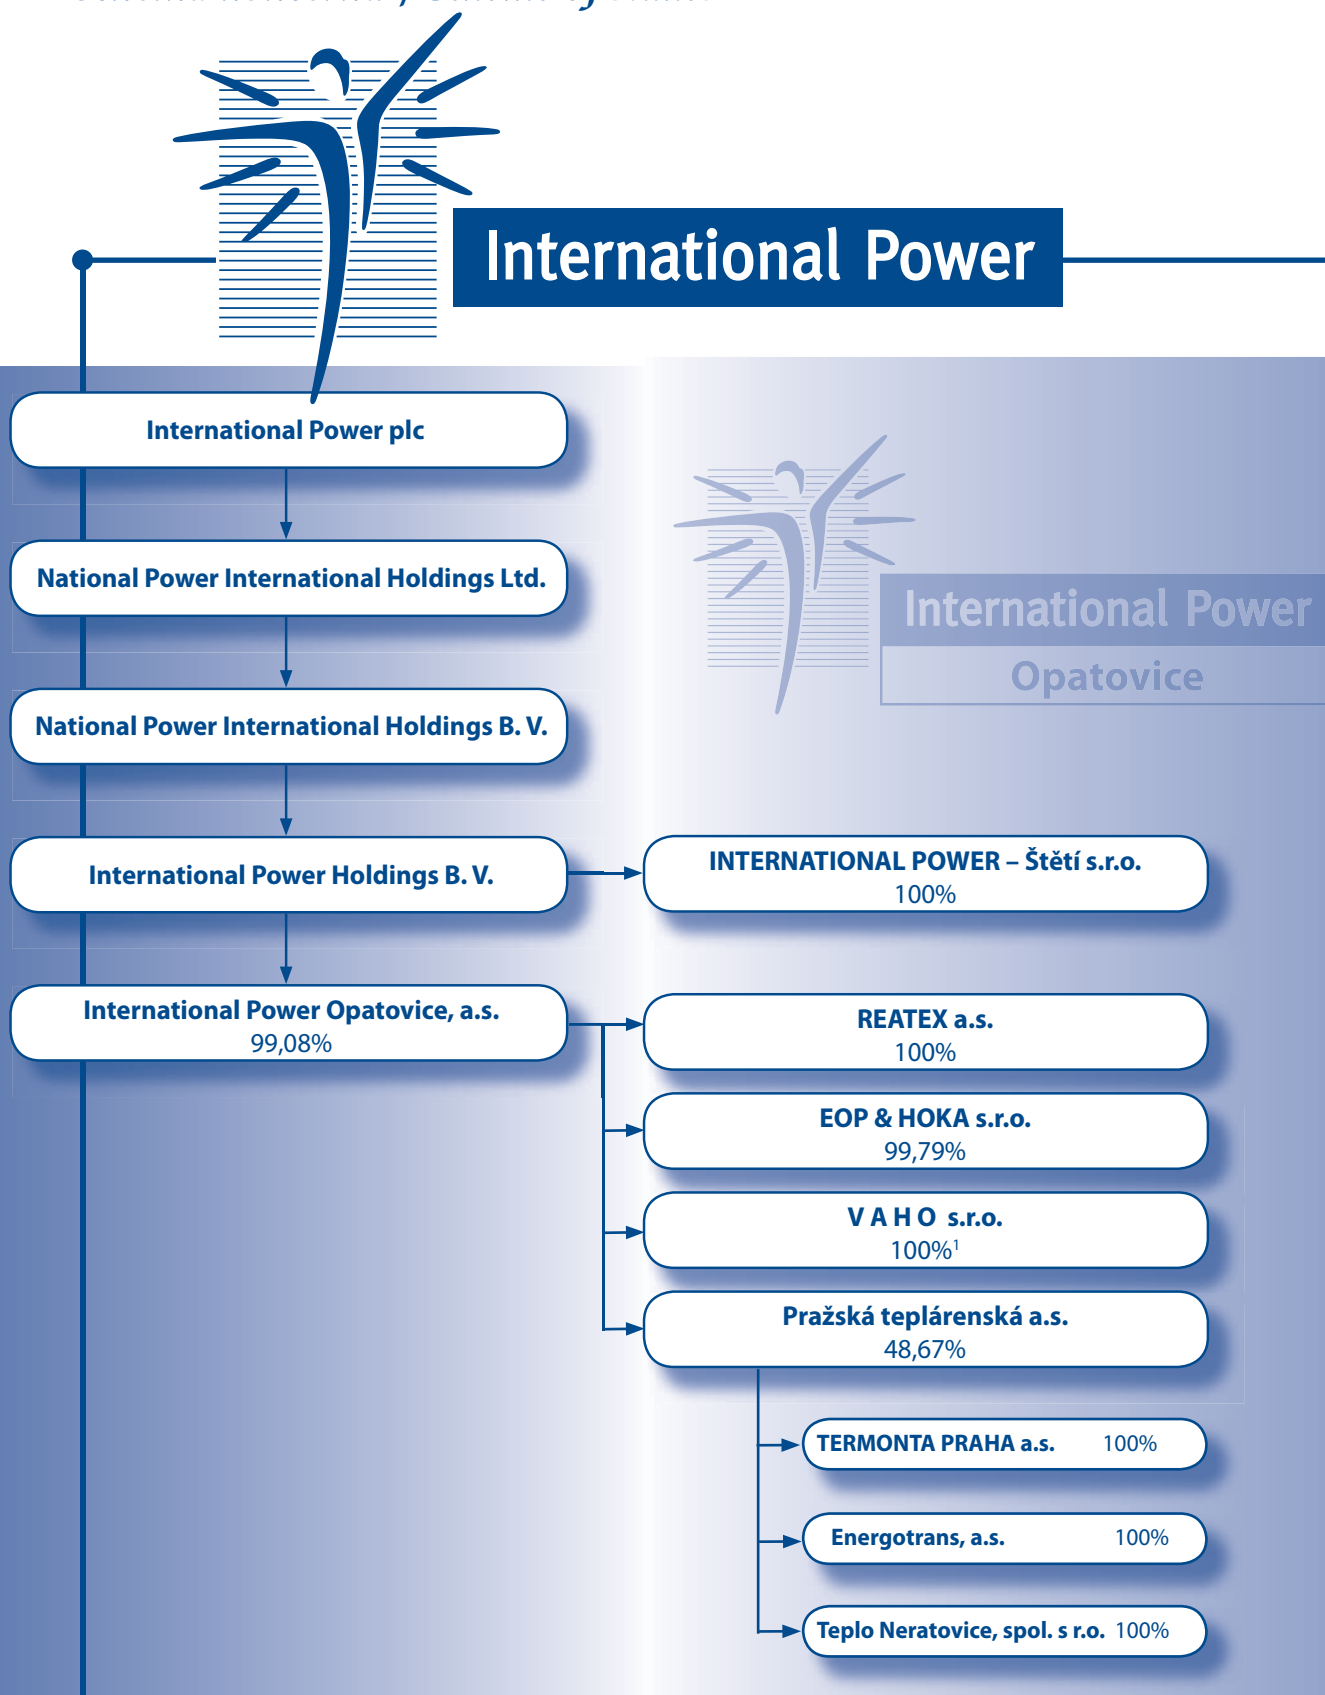 International Power
International Power plc
National Power International Holdings Ltd.
International Power
Opatovice
National Power International Holdings B. V.
International Power Holdings B. V.
INTERNATIONAL POWER – Štětí s.r.o.
100%
International Power Opatovice, a.s.
99,08%
REATEX a.s.
100%
EOP & HOKA s.r.o.
99,79%
V A H O s.r.o.
100%¹
Pražská teplárenská a.s.
48,67%
TERMONTA PRAHA a.s. 100%
Energotrans, a.s. 100%
Teplo Neratovice, spol. s r.o. 100%